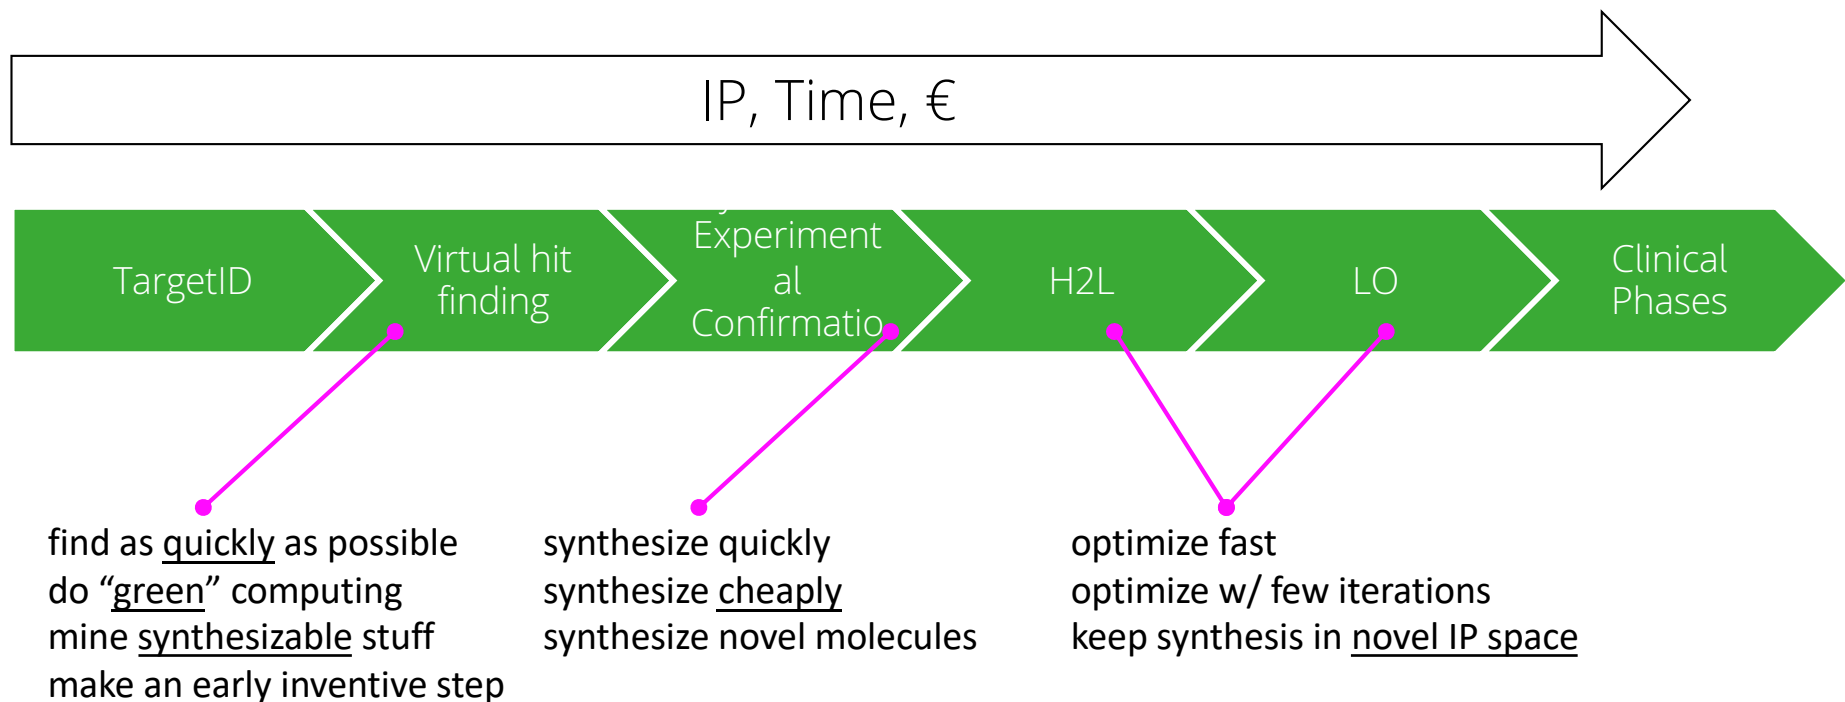 IP, Time, €
TargetID
Virtual hit
finding
Experiment
al
Confirmatio
H2L
LO
Clinical
Phases
find as quickly as possible
do “green” computing
mine synthesizable stuff
make an early inventive step
synthesize quickly
synthesize cheaply
synthesize novel molecules
optimize fast
optimize w/ few iterations
keep synthesis in novel IP space